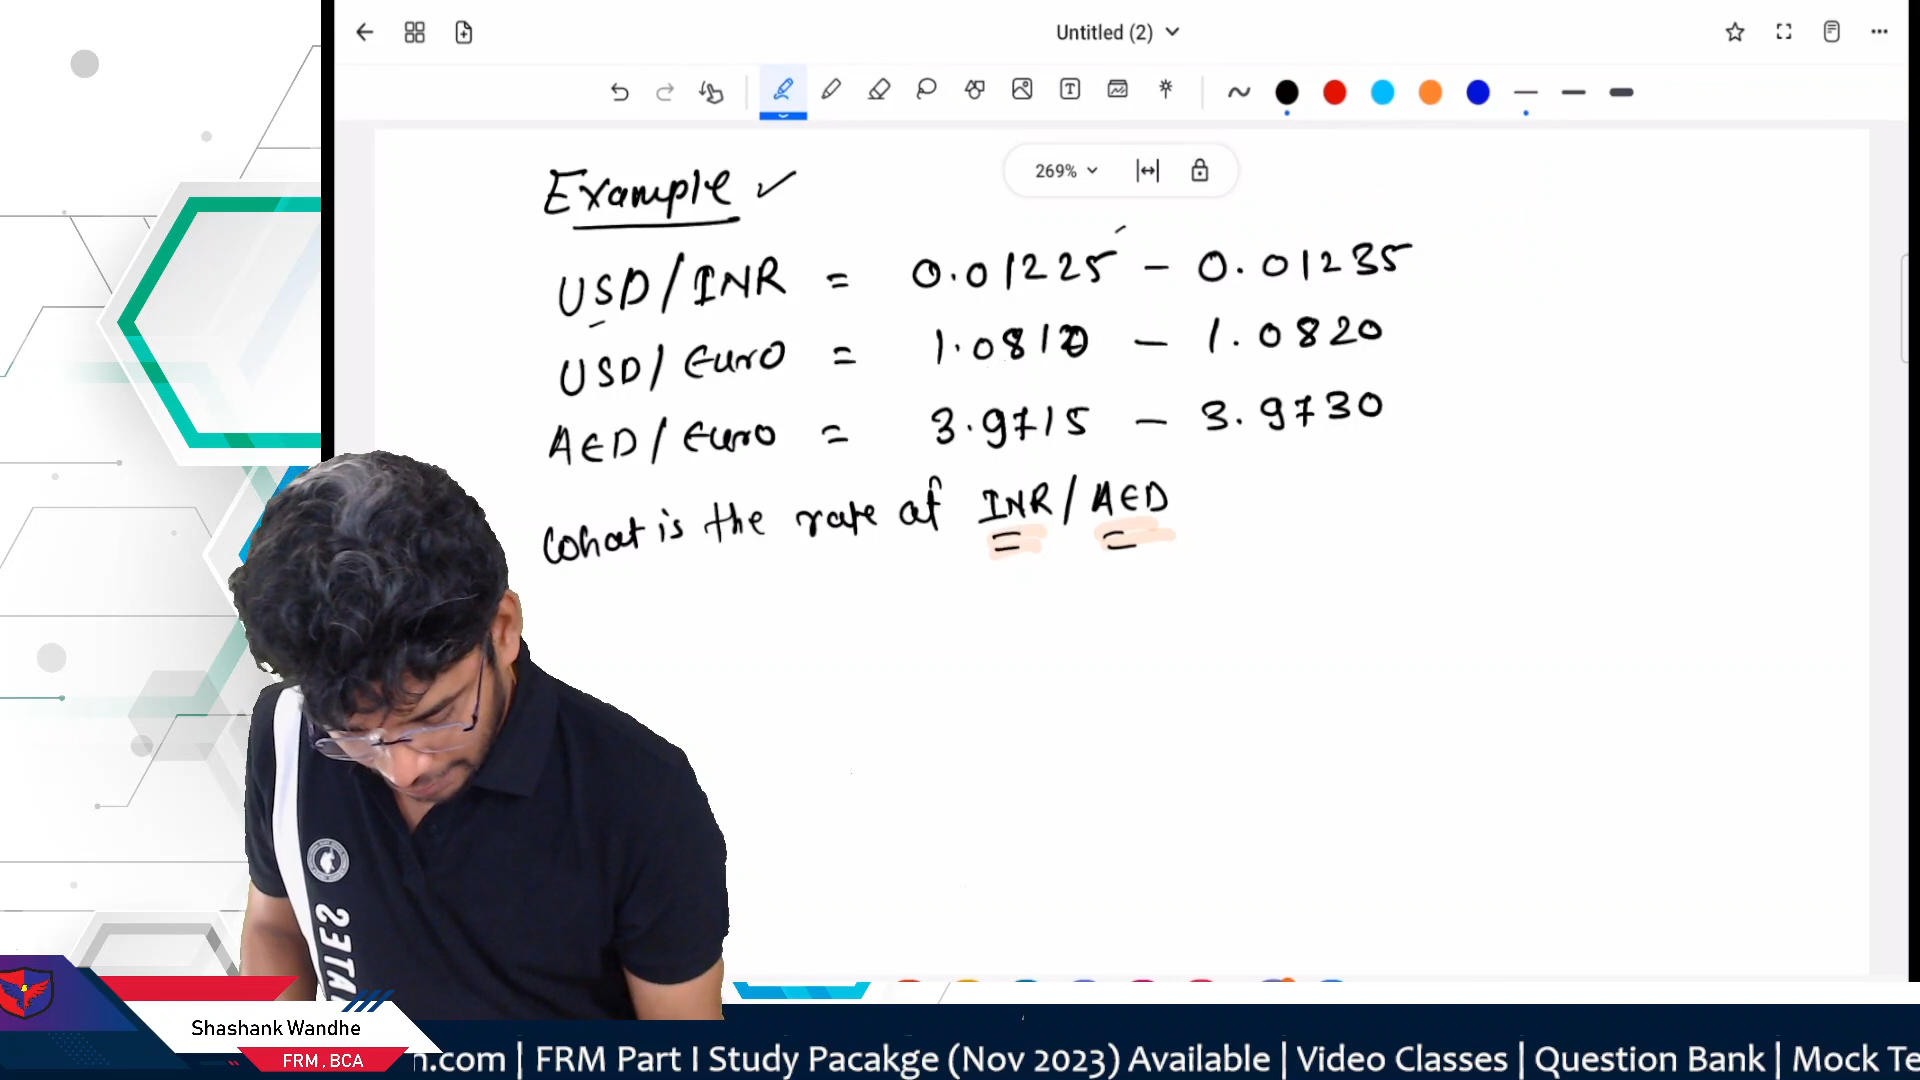 Untitled (2)
269%
Example
USD/INR = 0.01225 - 0.01235
USD/Euro = 1.0810 - 1.0820
AED/Euro = 3.9715 - 3.9730
What is the rate of INR/AED
Shashank Wandhe
FRM, BCA
n.com | FRM Part I Study Pacakge (Nov 2023) Available | Video Classes | Question Bank | Mock Te